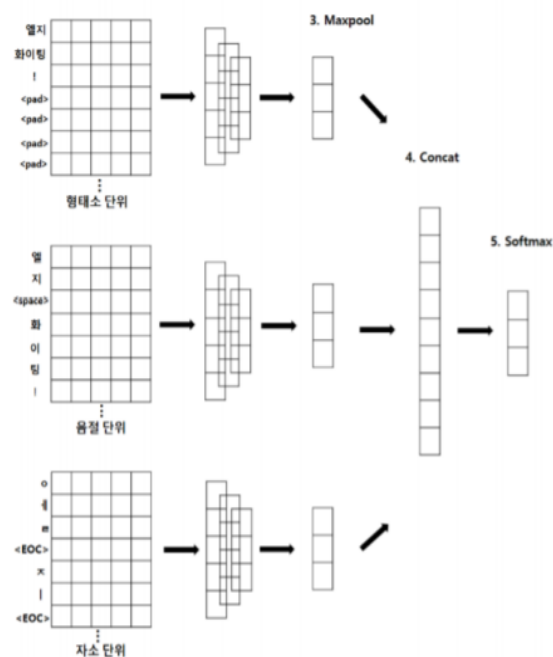 3. Maxpool
엘지
화이팅
!
<pad>
<pad>
<pad>
<pad>
형태소 단위
4. Concat
5. Softmax
엘
지
<space>
화
이
팅
!
음절 단위
ㅇ
ㅔ
ㄹ
<EOC>
ㅈ
ㅣ
<EOC>
자소 단위